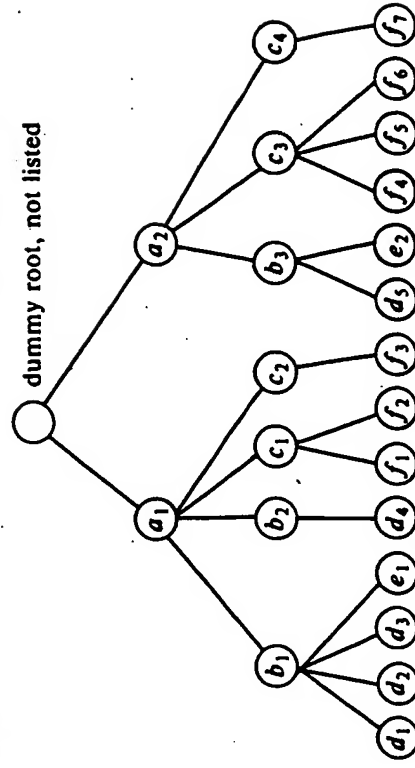 dummy root, not listed
a₁ a₂
b₁ b₂ c₁ c₂ b₃ c₃ c₄
d₁ d₂ d₃ e₁ d₄ f₁ f₂ f₃ d₅ e₂ f₄ f₅ f₆ f₇